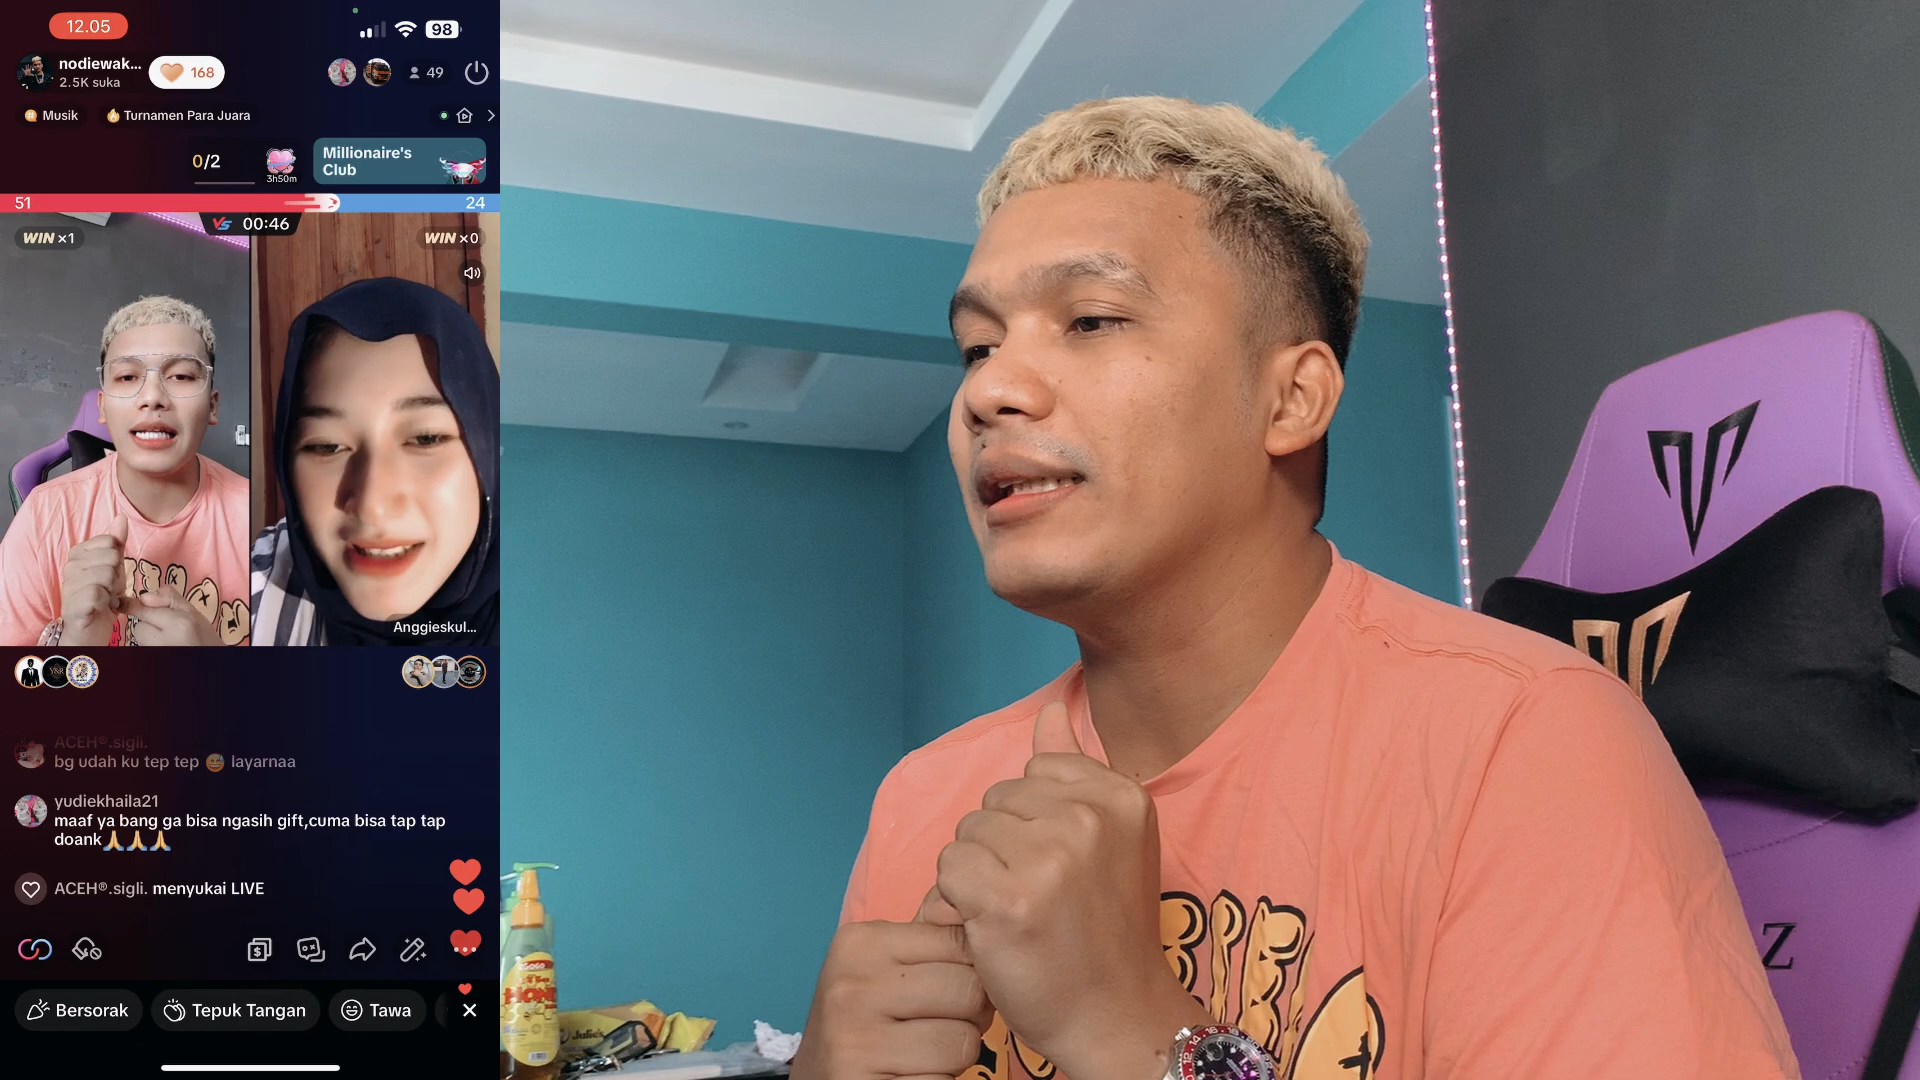 12.05
98
nodiewak...
2.5K suka
168
49
Musik
Turnamen Para Juara
0/2
3h50m
Millionaire's
Club
51
24
VS 00:46
WIN ×1
WIN ×0
Anggieskul...
ACEH®.sigli.
bg udah ku tep tep 😅 layarnaa
yudiekhaila21
maaf ya bang ga bisa ngasih gift,cuma bisa tap tap
doank🙏🙏🙏
ACEH®.sigli. menyukai LIVE
Bersorak
Tepuk Tangan
Tawa
Julie's
Z